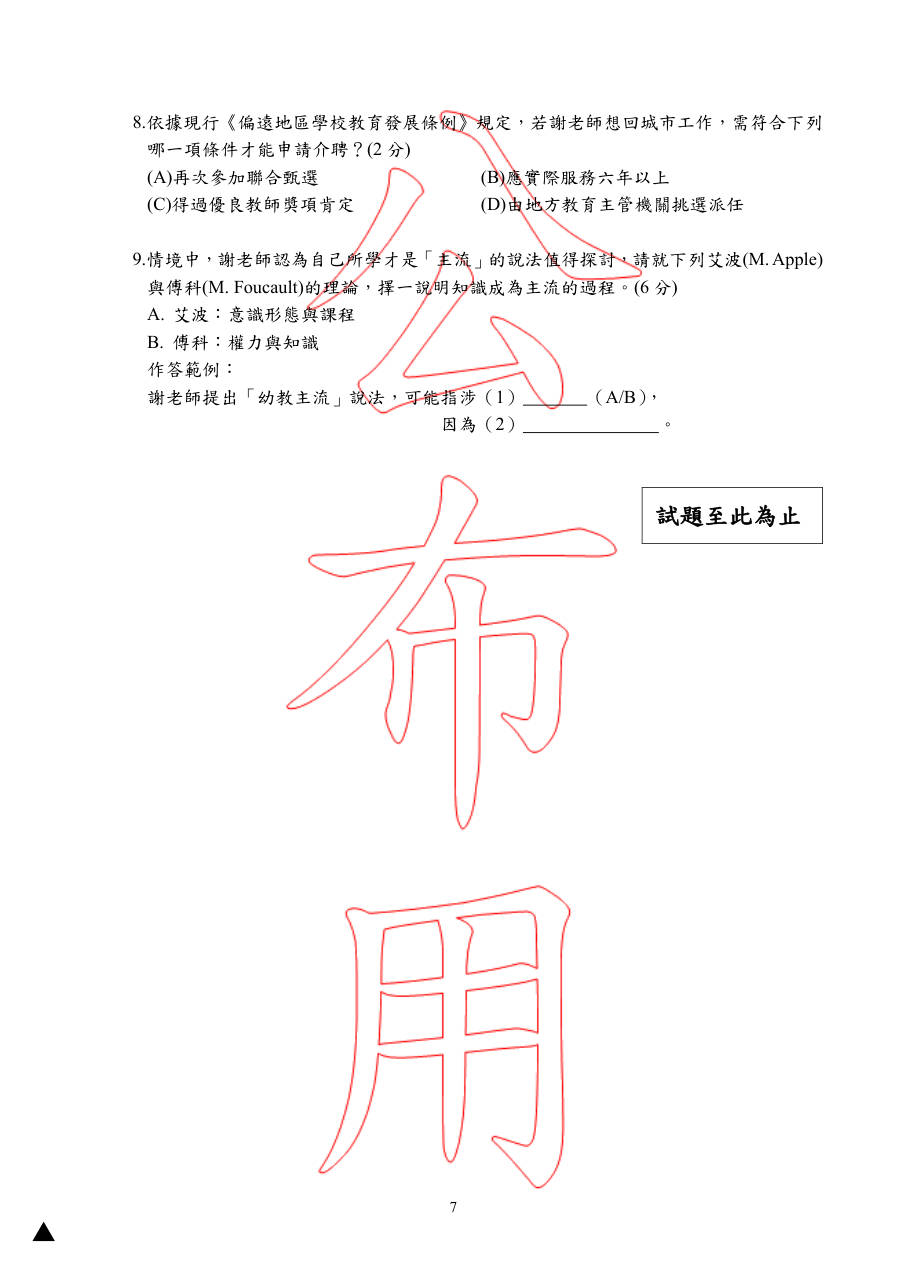 8.依據現行《偏遠地區學校教育發展條例》規定，若謝老師想回城市工作，需符合下列
哪一項條件才能申請介聘？(2 分)
(A)再次參加聯合甄選 (B)應實際服務六年以上
(C)得過優良教師獎項肯定 (D)由地方教育主管機關挑選派任
9.情境中，謝老師認為自己所學才是「主流」的說法值得探討，請就下列艾波(M. Apple)
與傅科(M. Foucault)的理論，擇一說明知識成為主流的過程。(6 分)
A. 艾波：意識形態與課程
B. 傅科：權力與知識
作答範例：
謝老師提出「幼教主流」說法，可能指涉（1）_______（A/B），
因為（2）_______________。
試題至此為止
公
布
用
7